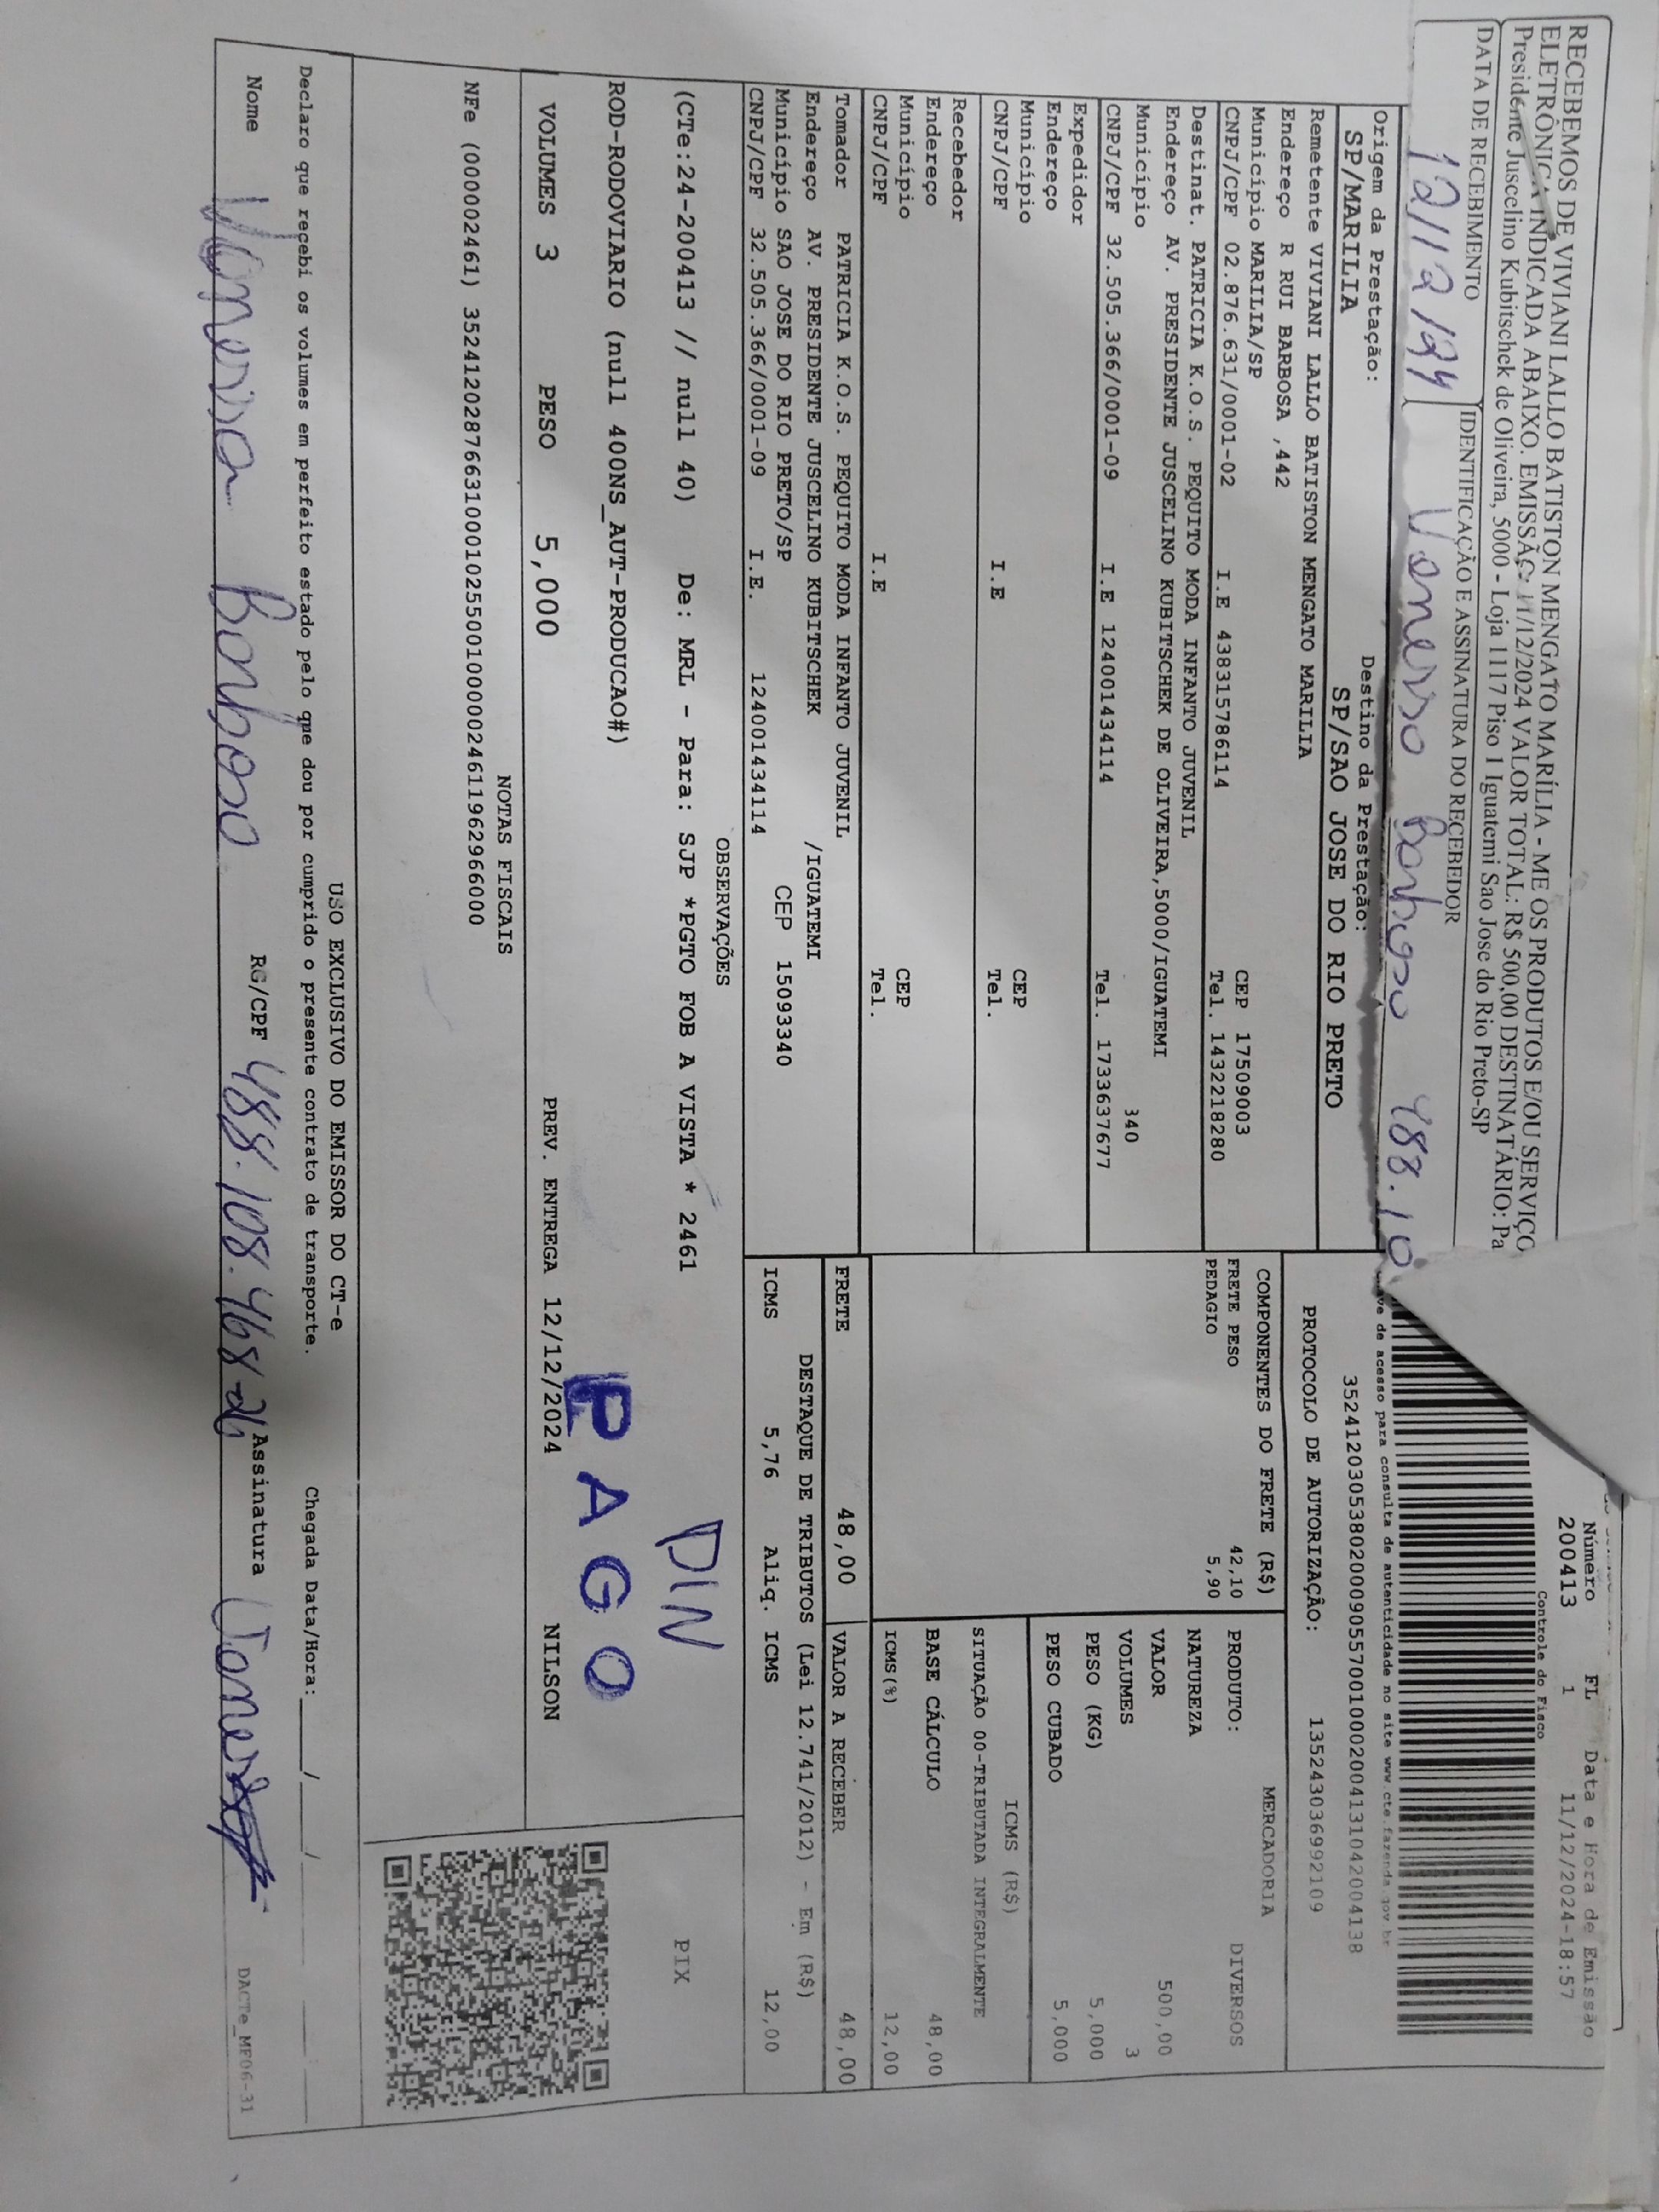 RECEBEMOS DE VIVIANI LALLO BATISTON MENGATO MARÍLIA - ME OS PRODUTOS E/OU SERVIÇO
ELETRÔNICA INDICADA ABAIXO. EMISSÃO: 11/12/2024 VALOR TOTAL: R$ 500,00 DESTINATÁRIO: Pa
Presidente Juscelino Kubitschek de Oliveira, 5000 - Loja 1117 Piso 1 Iguatemi Sao Jose do Rio Preto-SP
DATA DE RECEBIMENTO IDENTIFICAÇÃO E ASSINATURA DO RECEBEDOR
12/12/24 Vanessa Barbosa 488.10
Número FL Data e Hora de Emissão
200413 1 11/12/2024-18:57
Controle do Fisco
de acesso para consulta de autenticidade no site www.cte.fazenda.gov.br
35241203053802000905570010002004131042004138
PROTOCOLO DE AUTORIZAÇÃO: 135243036992109
Origem da Prestação: Destino da Prestação:
SP/MARILIA SP/SAO JOSE DO RIO PRETO
Remetente VIVIANI LALLO BATISTON MENGATO MARILIA
Endereço R RUI BARBOSA ,442
Município MARILIA/SP CEP 17509003
CNPJ/CPF 02.876.631/0001-02 I.E 438315786114 Tel. 1432218280
Destinat. PATRICIA K.O.S. PEQUITO MODA INFANTO JUVENIL
Endereço AV. PRESIDENTE JUSCELINO KUBITSCHEK DE OLIVEIRA,5000/IGUATEMI
Município 340
CNPJ/CPF 32.505.366/0001-09 I.E 124001434114 Tel. 1733637677
Expedidor
Endereço
Município CEP
CNPJ/CPF I.E Tel.
Recebedor
Endereço
Município CEP
CNPJ/CPF I.E Tel.
Tomador PATRICIA K.O.S. PEQUITO MODA INFANTO JUVENIL
Endereço AV. PRESIDENTE JUSCELINO KUBITSCHEK /IGUATEMI
Município SAO JOSE DO RIO PRETO/SP CEP 15093340
CNPJ/CPF 32.505.366/0001-09 I.E. 124001434114
COMPONENTES DO FRETE (R$)
FRETE PESO 42,10
PEDAGIO 5,90
MERCADORIA
PRODUTO: DIVERSOS
NATUREZA
VALOR 500,00
VOLUMES 3
PESO (KG) 5,000
PESO CUBADO 5,000
ICMS (R$)
SITUAÇÃO 00-TRIBUTADA INTEGRALMENTE
BASE CÁLCULO 48,00
ICMS(%) 12,00
FRETE 48,00 VALOR A RECEBER 48,00
DESTAQUE DE TRIBUTOS (Lei 12.741/2012) - Em (R$)
ICMS 5,76 Aliq. ICMS 12,00
OBSERVAÇÕES
(CTe:24-200413 // null 40) De: MRL - Para: SJP *PGTO FOB A VISTA * 2461
ROD-RODOVIARIO (null 400NS_AUT-PRODUCAO#)
DIN
PAGO
PIX
VOLUMES 3 PESO 5,000 PREV. ENTREGA 12/12/2024 NILSON
NOTAS FISCAIS
NFe (000002461) 35241202876631000102550010000024611962966000
USO EXCLUSIVO DO EMISSOR DO CT-e
Declaro que recebi os volumes em perfeito estado pelo que dou por cumprido o presente contrato de transporte. Chegada Data/Hora:____/____/____ ___:___
Nome Vanessa Barbosa RG/CPF 488.108.468-26 Assinatura Vanessa
DACTe_MF06-31